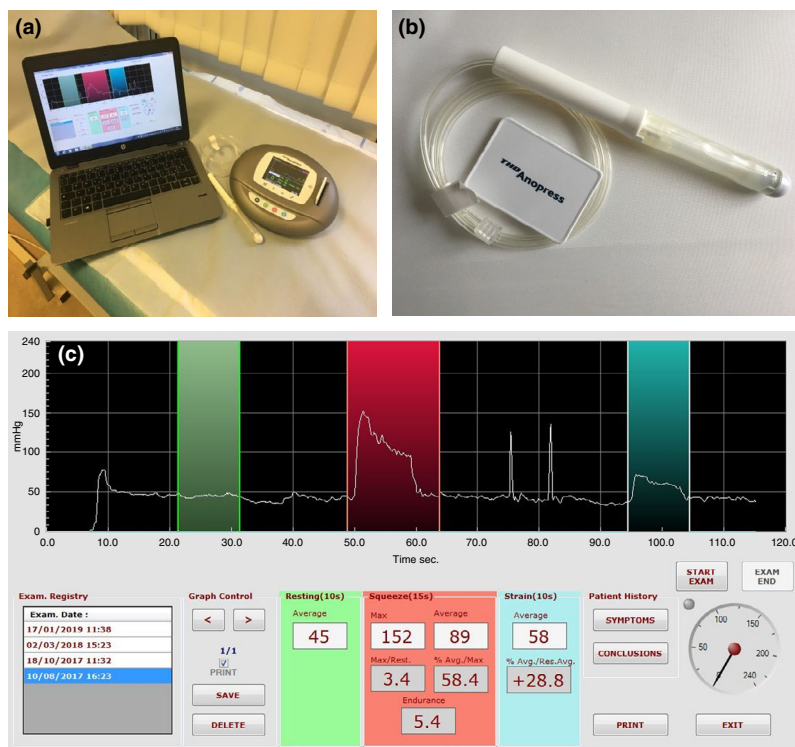 (a)
(b)
THD Anopress
(c)
240
200
150
100
50
0
mmHg
0.0 10.0 20.0 30.0 40.0 50.0 60.0 70.0 80.0 90.0 100.0 110.0 120.0
Time sec.
START EXAM
EXAM END
Exam. Registry
Exam. Date :
17/01/2019 11:38
02/03/2018 15:23
18/10/2017 11:32
10/08/2017 16:23
Graph Control
< >
1/1
PRINT
SAVE
DELETE
Resting(10s)
Average
45
Squeeze(15s)
Max Average
152 89
Max/Rest. % Avg./Max
3.4 58.4
Endurance
5.4
Strain(10s)
Average
58
% Avg./Res.Avg.
+28.8
Patient History
SYMPTOMS
CONCLUSIONS
0 50 100 150 200 240
PRINT
EXIT